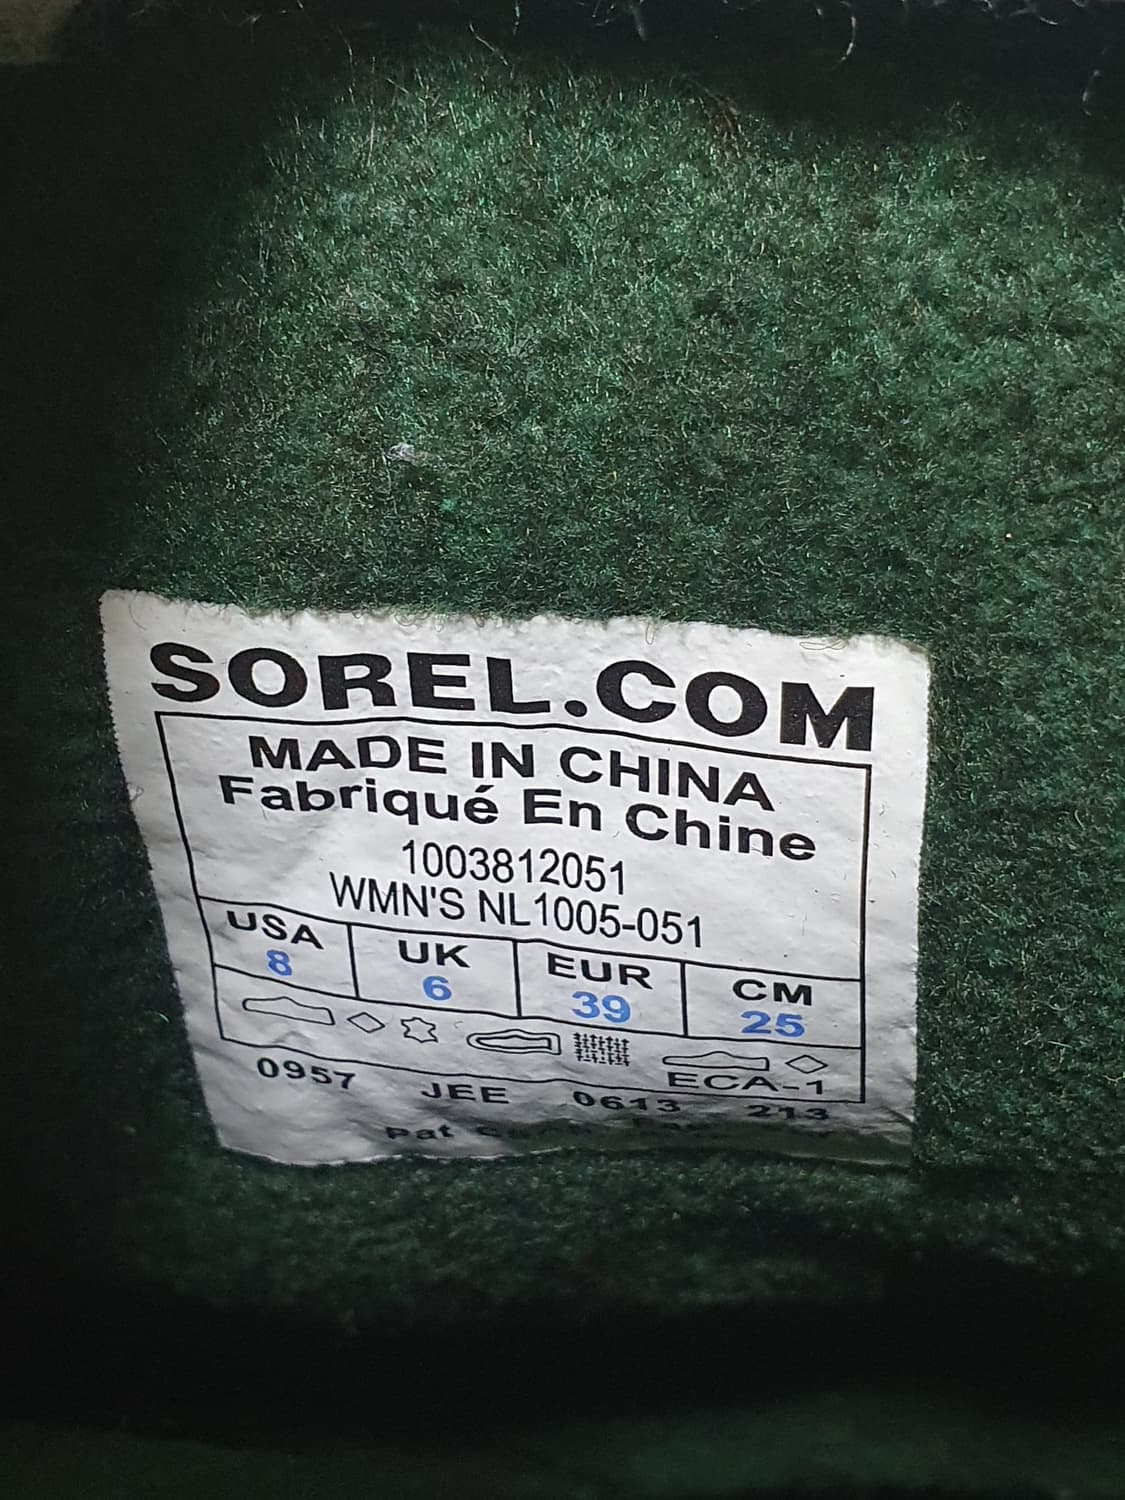 SOREL.COM
MADE IN CHINA
Fabriqué En Chine
1003812051
WMN'S NL1005-051
USA UK EUR CM
8 6 39 25
ECA-1
0957 JEE 0613 213
Pat